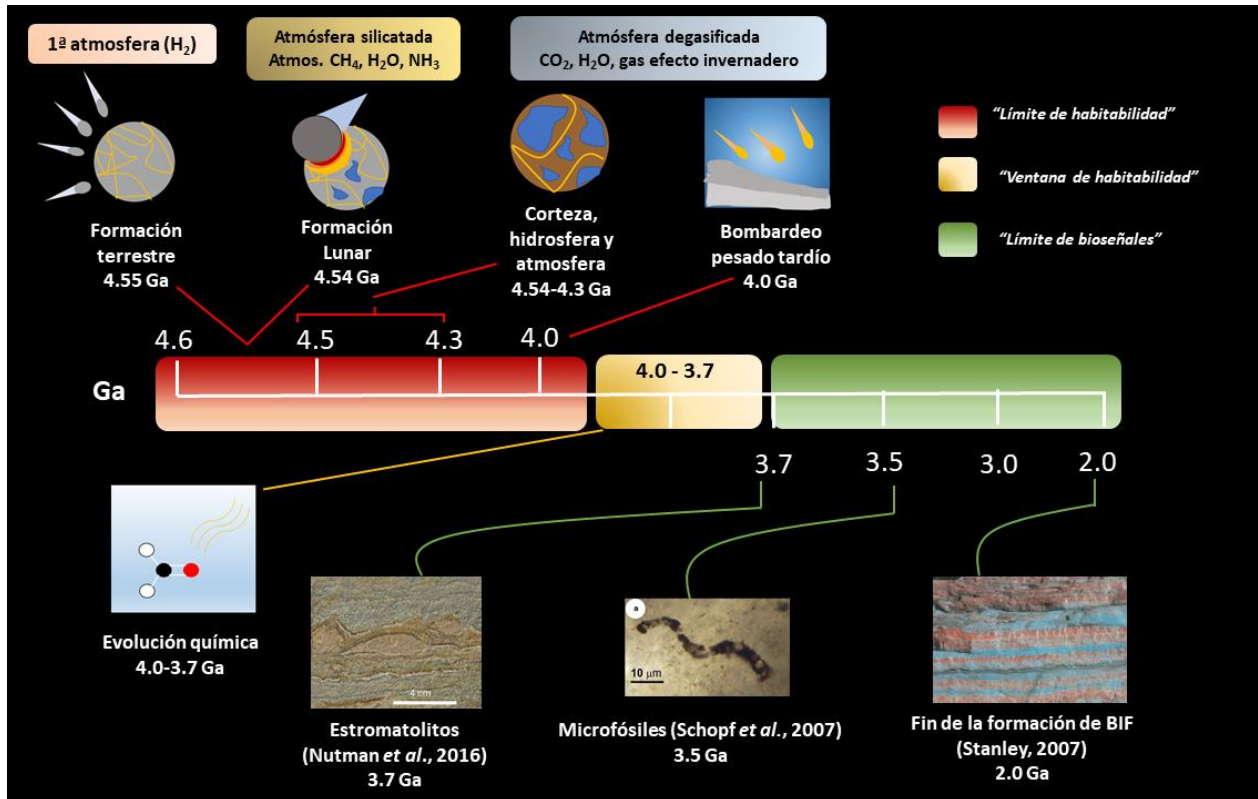 1ª atmosfera (H₂)
Atmósfera silicatada
Atmos. CH₄, H₂O, NH₃
Atmósfera degasificada
CO₂, H₂O, gas efecto invernadero
“Límite de habitabilidad”
“Ventana de habitabilidad”
“Límite de bioseñales”
Formación
terrestre
4.55 Ga
Formación
Lunar
4.54 Ga
Corteza,
hidrosfera y
atmosfera
4.54-4.3 Ga
Bombardeo
pesado tardío
4.0 Ga
4.6
4.5
4.3
4.0
Ga
4.0 - 3.7
3.7
3.5
3.0
2.0
Evolución química
4.0-3.7 Ga
4 cm
Estromatolitos
(Nutman et al., 2016)
3.7 Ga
a
10 μm
Microfósiles (Schopf et al., 2007)
3.5 Ga
Fin de la formación de BIF
(Stanley, 2007)
2.0 Ga